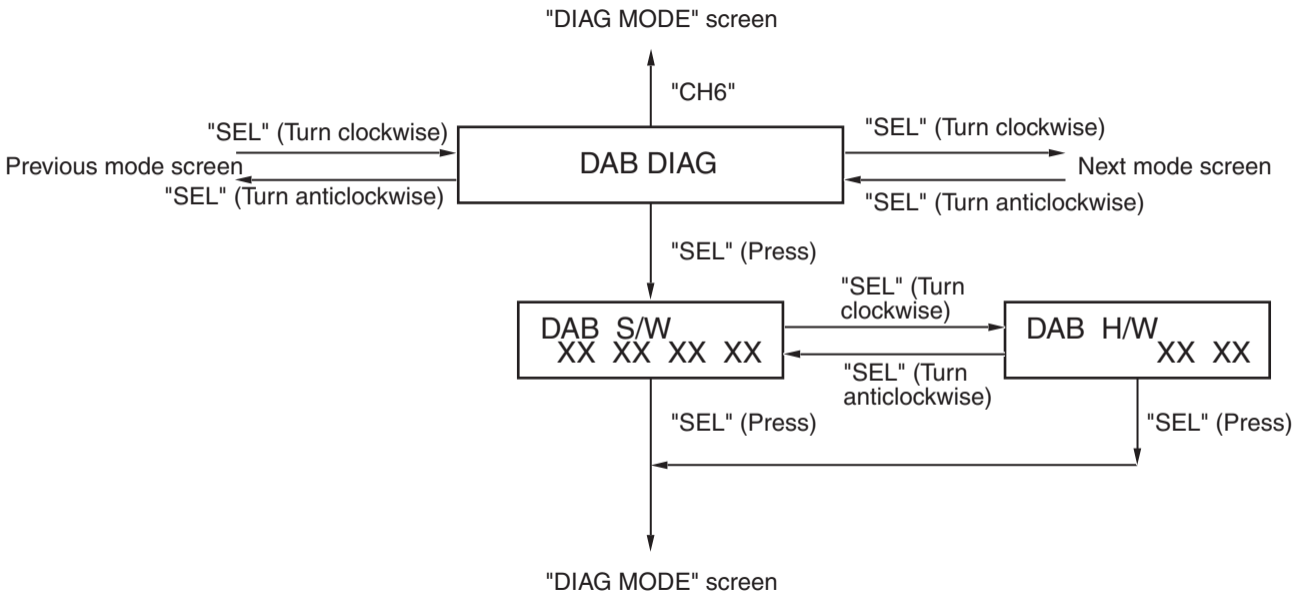 "DIAG MODE" screen
"CH6"
"SEL" (Turn clockwise)
"SEL" (Turn clockwise)
Previous mode screen
DAB DIAG
Next mode screen
"SEL" (Turn anticlockwise)
"SEL" (Turn anticlockwise)
"SEL" (Press)
"SEL" (Turn
clockwise)
DAB S/W
XX XX XX XX
DAB H/W
XX XX
"SEL" (Turn
anticlockwise)
"SEL" (Press)
"SEL" (Press)
"DIAG MODE" screen